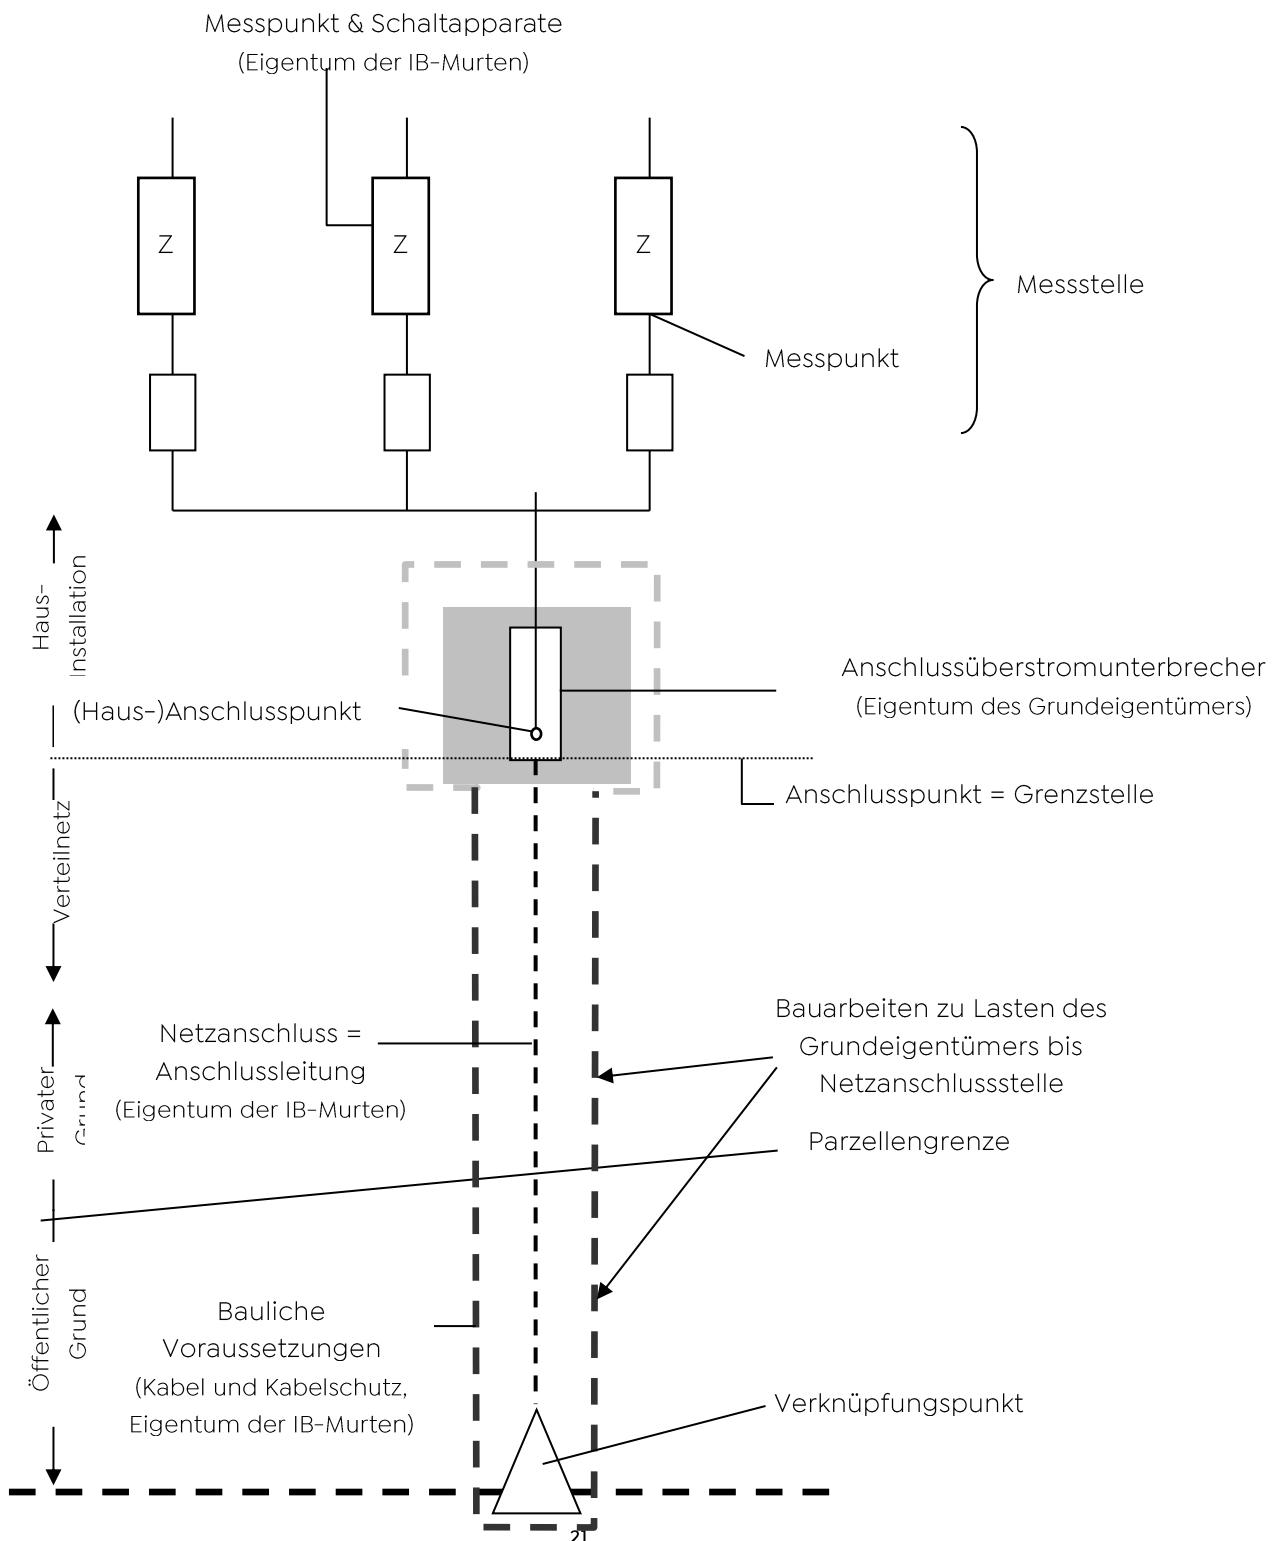 Messpunkt & Schaltapparate
(Eigentum der IB-Murten)
Z
Z
Z
Messstelle
Messpunkt
Haus-
Installation
Anschlussüberstromunterbrecher
(Eigentum des Grundeigentümers)
(Haus-)Anschlusspunkt
Anschlusspunkt = Grenzstelle
Verteilnetz
Netzanschluss =
Anschlussleitung
(Eigentum der IB-Murten)
Bauarbeiten zu Lasten des
Grundeigentümers bis
Netzanschlussstelle
Privater
Grund
Parzellengrenze
Öffentlicher
Grund
Bauliche
Voraussetzungen
(Kabel und Kabelschutz,
Eigentum der IB-Murten)
Verknüpfungspunkt
21